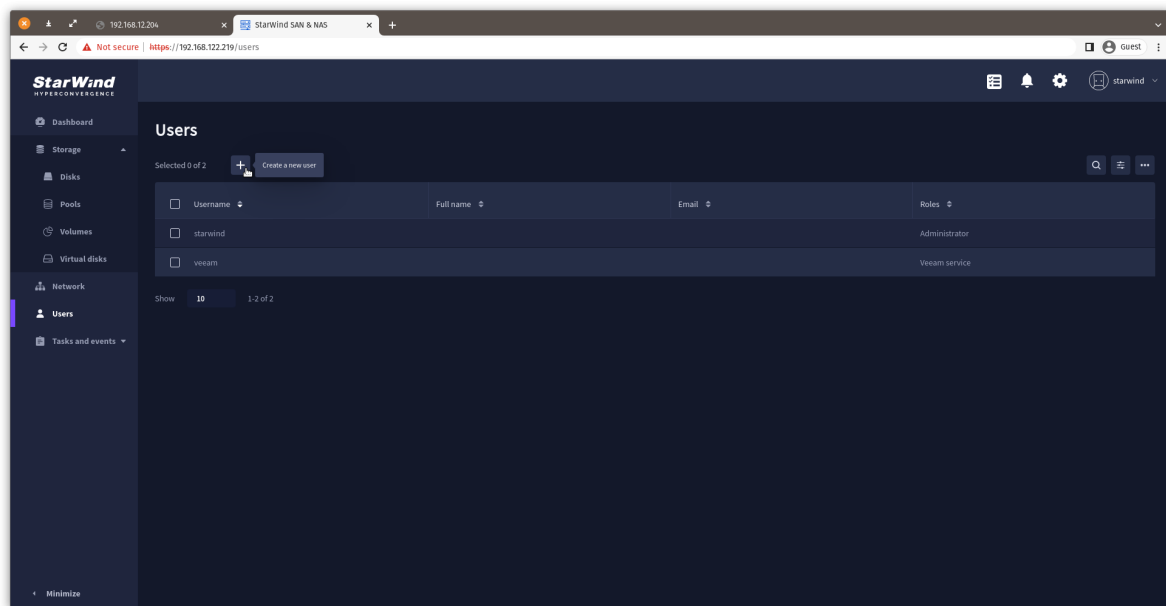 192.168.12.204
StarWind SAN & NAS
Not secure
https://192.168.122.219/users
Guest
StarWind
HYPERCONVERGENCE
starwind
Dashboard
Storage
Disks
Pools
Volumes
Virtual disks
Network
Users
Tasks and events
Minimize
Users
Selected 0 of 2
Create a new user
Username Full name Email Roles
starwind Administrator
veeam Veeam service
Show 10 1-2 of 2